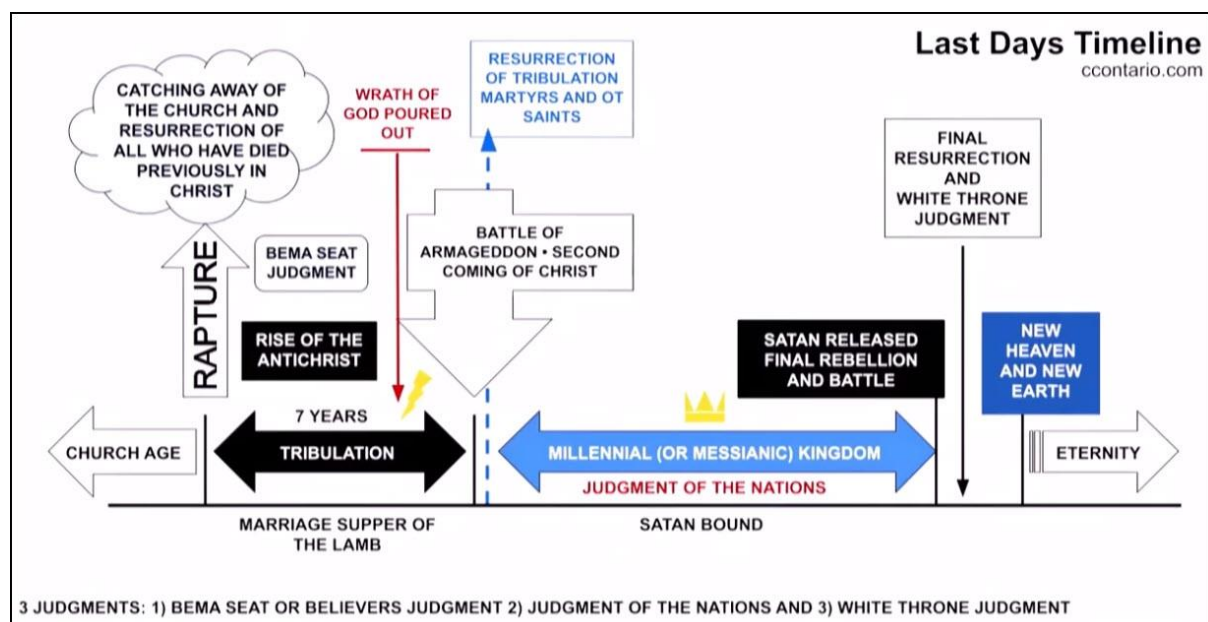 Last Days Timeline
ccontario.com
CATCHING AWAY
OF THE CHURCH AND
RESURRECTION OF
ALL WHO HAVE DIED
PREVIOUSLY IN
CHRIST
WRATH OF
GOD POURED
OUT
RESURRECTION
OF TRIBULATION
MARTYRS AND OT
SAINTS
FINAL
RESURRECTION
AND
WHITE THRONE
JUDGMENT
RAPTURE
BEMA SEAT
JUDGMENT
BATTLE OF
ARMAGEDDON • SECOND
COMING OF CHRIST
RISE OF THE
ANTICHRIST
SATAN RELEASED
FINAL REBELLION
AND BATTLE
NEW
HEAVEN
AND NEW
EARTH
CHURCH AGE
7 YEARS
TRIBULATION
MILLENNIAL (OR MESSIANIC) KINGDOM
JUDGMENT OF THE NATIONS
ETERNITY
MARRIAGE SUPPER OF
THE LAMB
SATAN BOUND
3 JUDGMENTS: 1) BEMA SEAT OR BELIEVERS JUDGMENT 2) JUDGMENT OF THE NATIONS AND 3) WHITE THRONE JUDGMENT